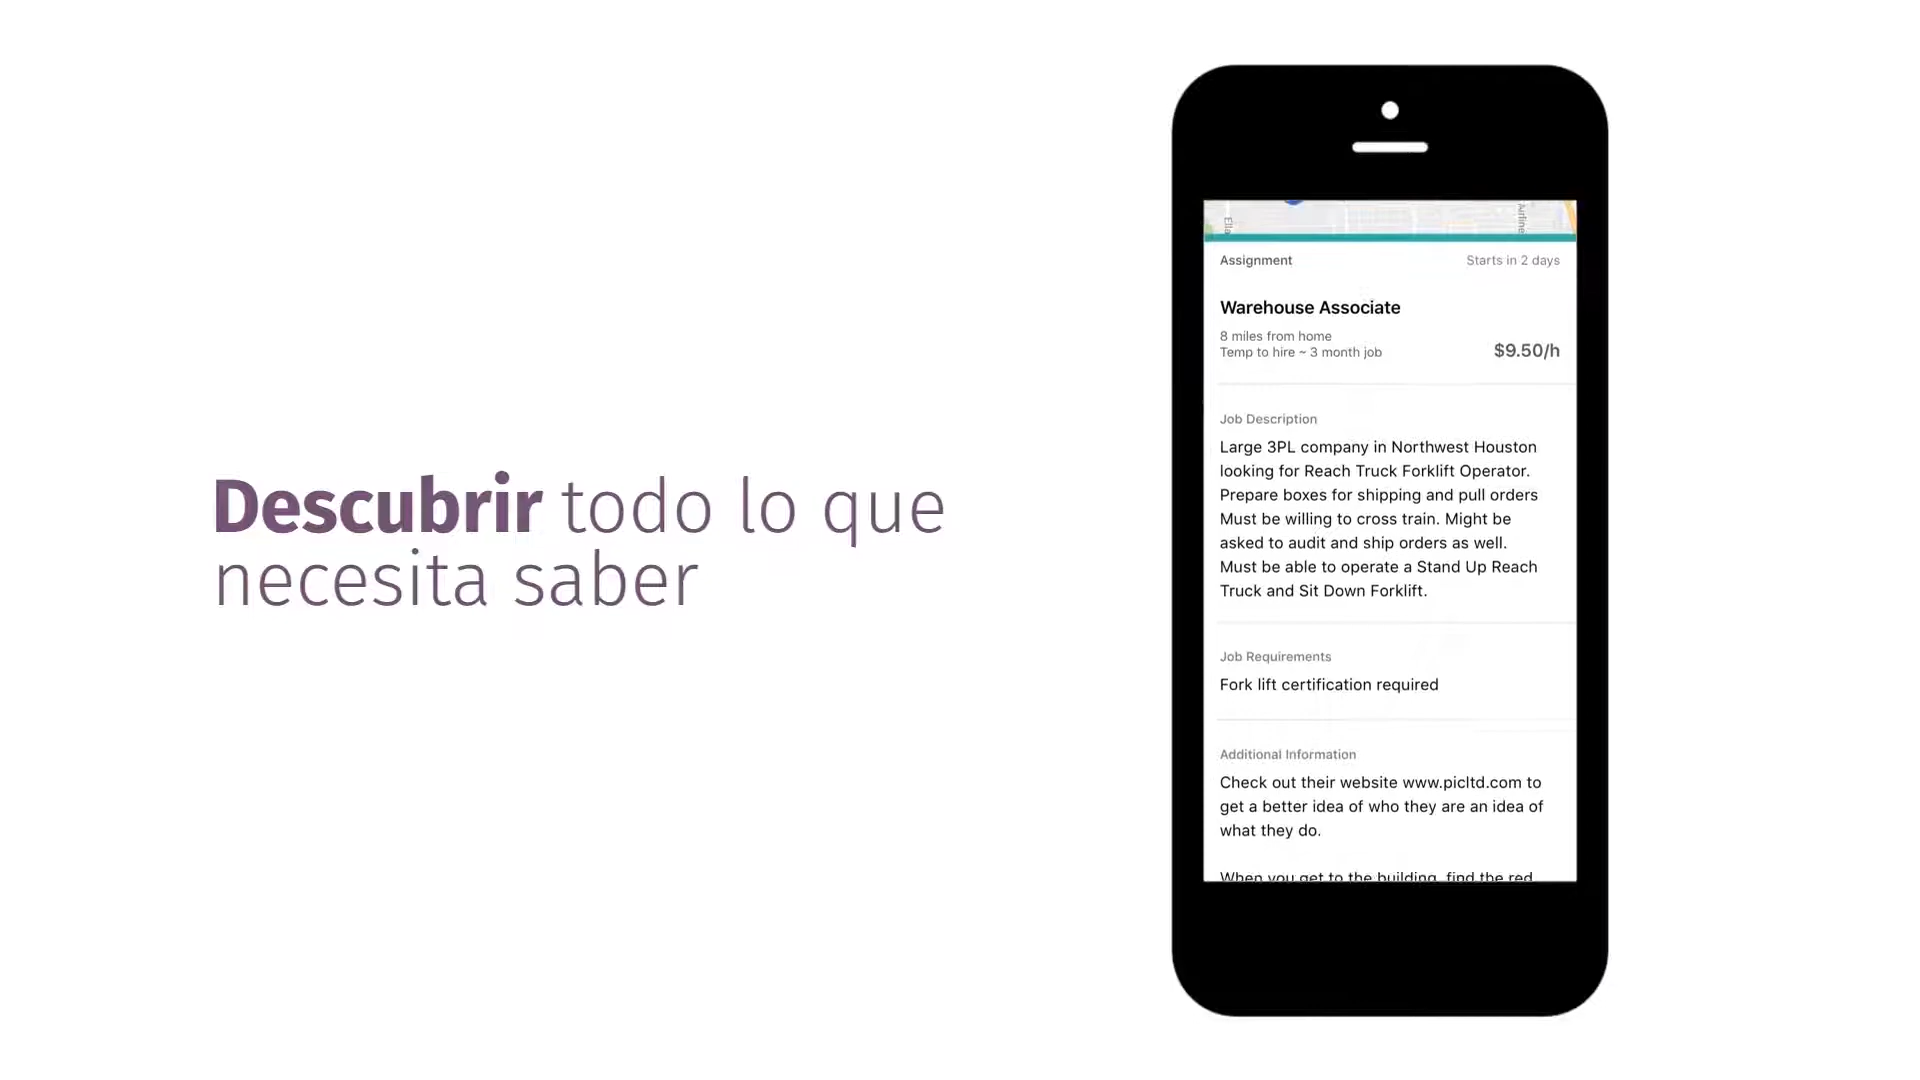 Descubrir todo lo que
necesita saber
Ella
Airline
Assignment
Starts in 2 days
Warehouse Associate
8 miles from home
Temp to hire ~ 3 month job
$9.50/h
Job Description
Large 3PL company in Northwest Houston
looking for Reach Truck Forklift Operator.
Prepare boxes for shipping and pull orders
Must be willing to cross train. Might be
asked to audit and ship orders as well.
Must be able to operate a Stand Up Reach
Truck and Sit Down Forklift.
Job Requirements
Fork lift certification required
Additional Information
Check out their website www.picltd.com to
get a better idea of who they are an idea of
what they do.
When you get to the building, find the red